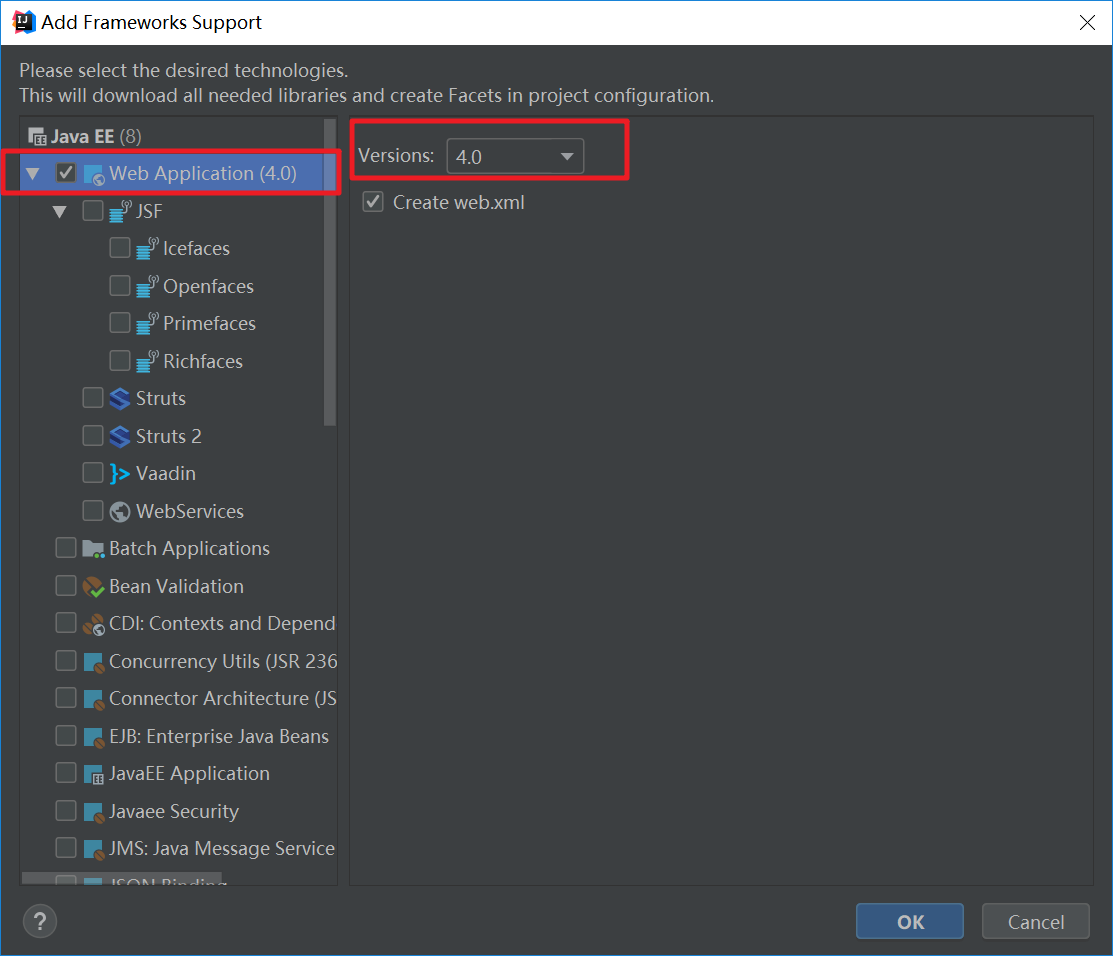 Add Frameworks Support
Please select the desired technologies.
This will download all needed libraries and create Facets in project configuration.
Java EE (8)
Web Application (4.0)
JSF
Icefaces
Openfaces
Primefaces
Richfaces
Struts
Struts 2
Vaadin
WebServices
Batch Applications
Bean Validation
CDI: Contexts and Depend
Concurrency Utils (JSR 236
Connector Architecture (JS
EJB: Enterprise Java Beans
JavaEE Application
Javaee Security
JMS: Java Message Service
JSON Binding
Versions: 4.0
Create web.xml
?
OK
Cancel